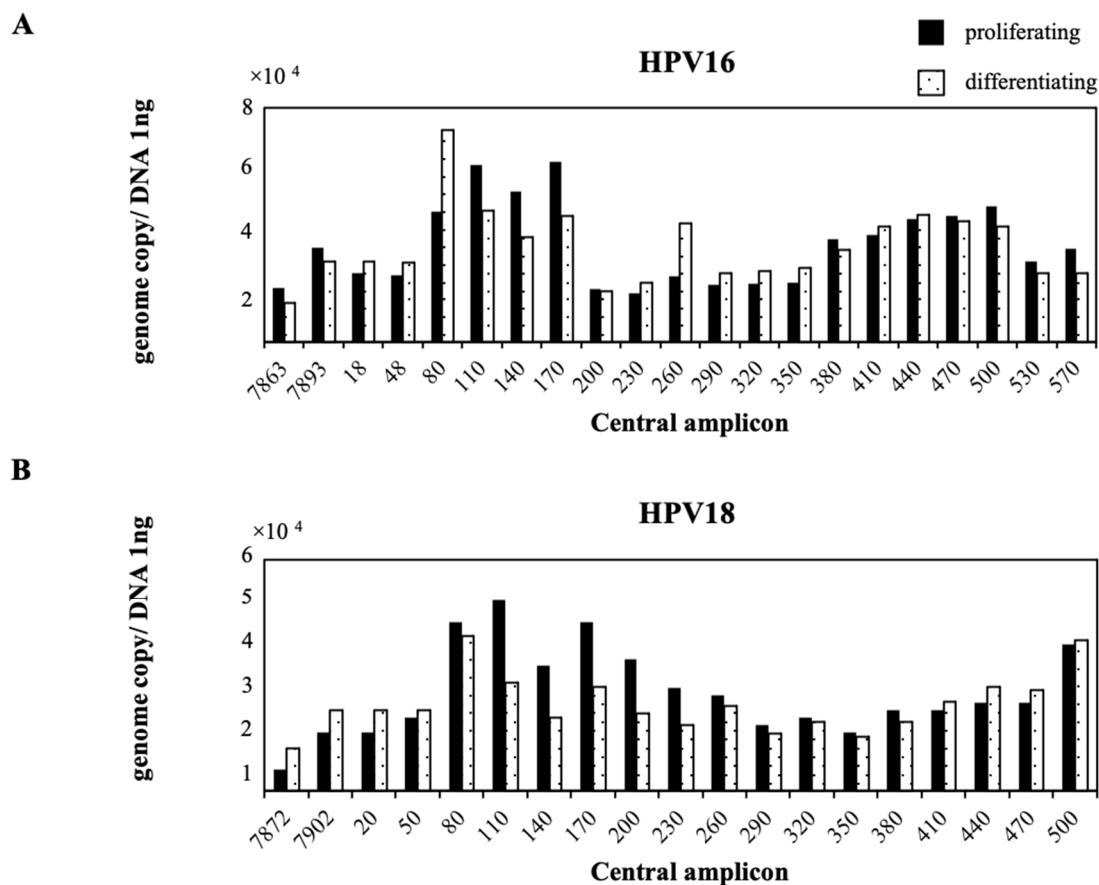 A
proliferating
differentiating
HPV16
×10 4
genome copy/ DNA 1ng
8
6
4
2
7863 7893 18 48 80 110 140 170 200 230 260 290 320 350 380 410 440 470 500 530 570
Central amplicon
B
HPV18
×10 4
genome copy/ DNA 1ng
6
5
4
3
2
1
7872 7902 20 50 80 110 140 170 200 230 260 290 320 350 380 410 440 470 500
Central amplicon